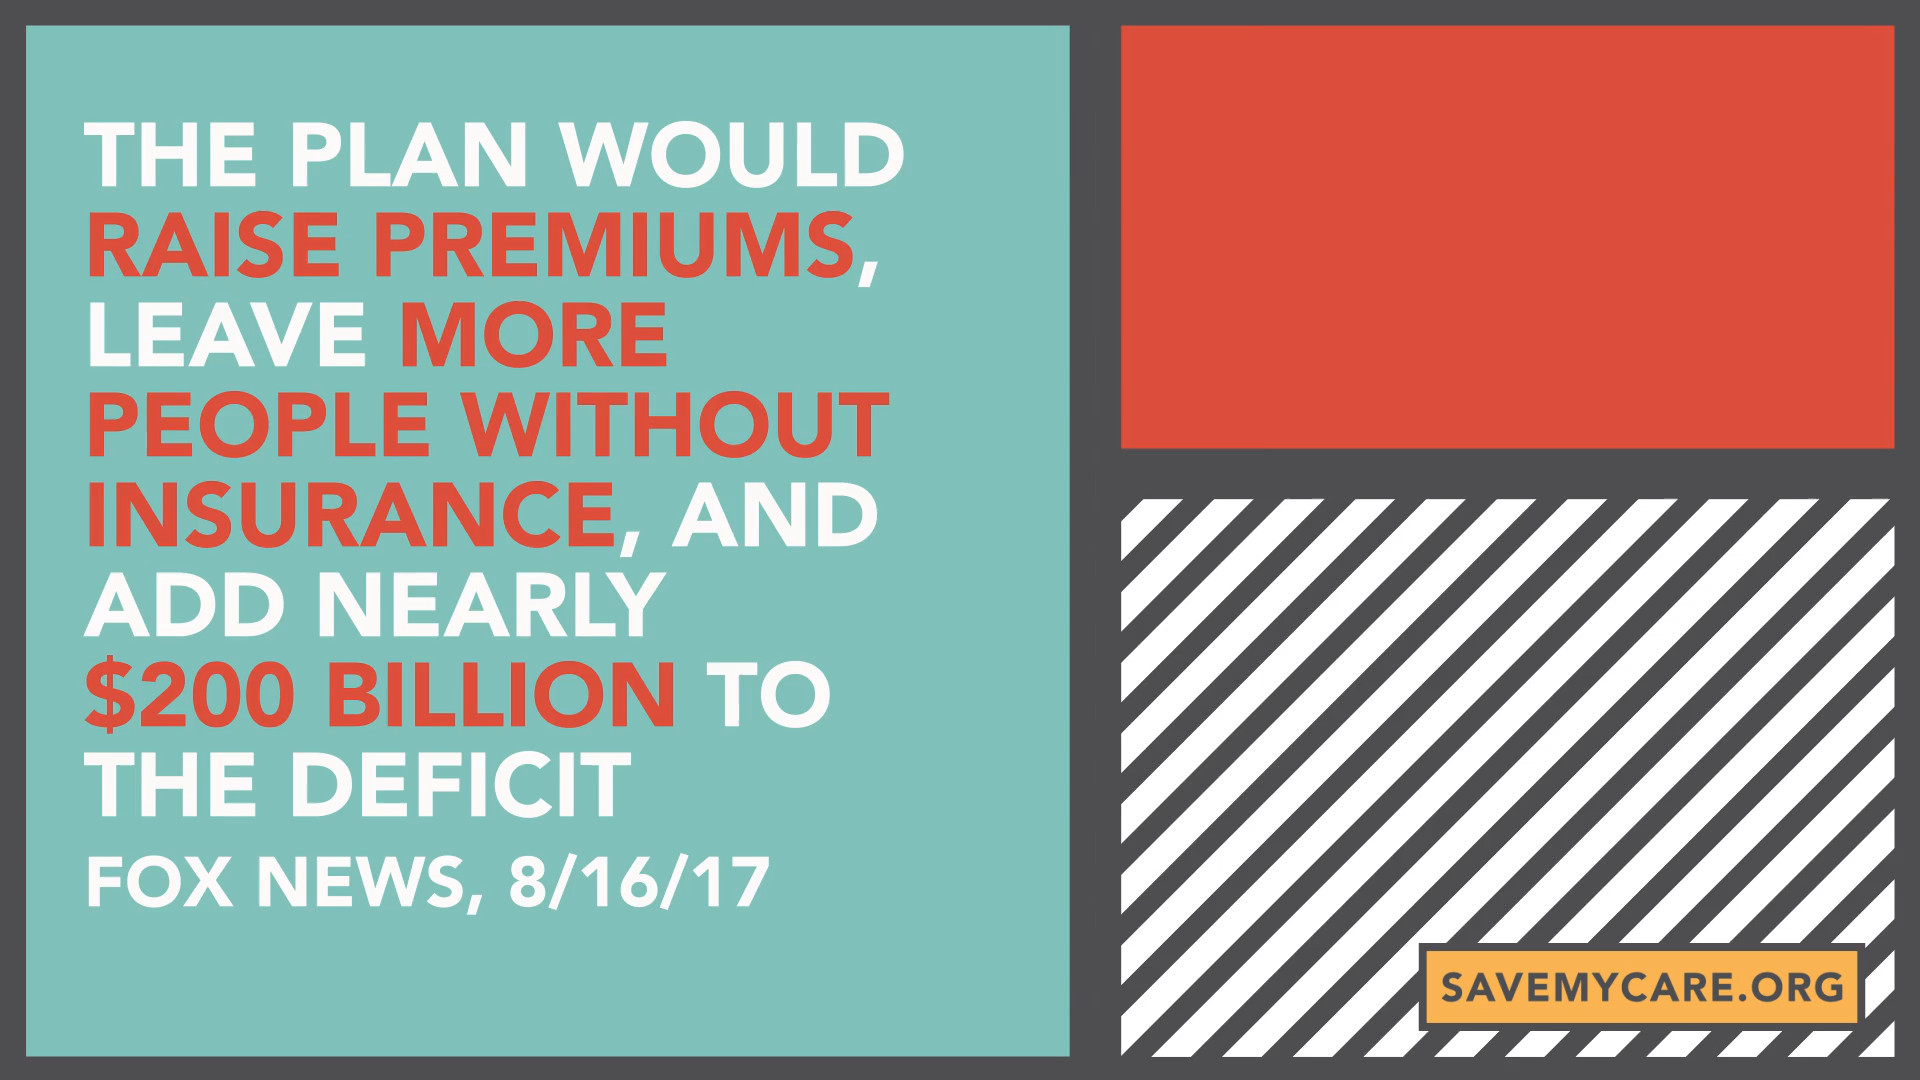 THE PLAN WOULD
RAISE PREMIUMS,
LEAVE MORE
PEOPLE WITHOUT
INSURANCE, AND
ADD NEARLY
$200 BILLION TO
THE DEFICIT
FOX NEWS, 8/16/17
SAVEMYCARE.ORG